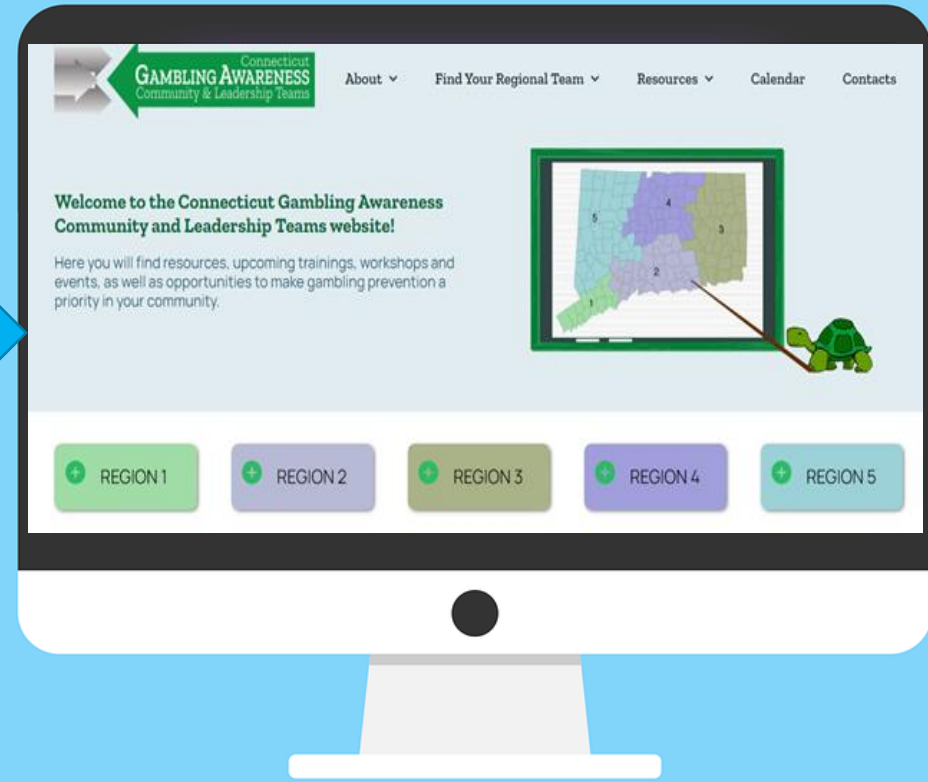 Connecticut
GAMBLING AWARENESS
Community & Leadership Teams
About
Find Your Regional Team
Resources
Calendar
Contacts
Welcome to the Connecticut Gambling Awareness
Community and Leadership Teams website!
Here you will find resources, upcoming trainings, workshops and
events, as well as opportunities to make gambling prevention a
priority in your community.
5
4
3
2
1
REGION 1
REGION 2
REGION 3
REGION 4
REGION 5